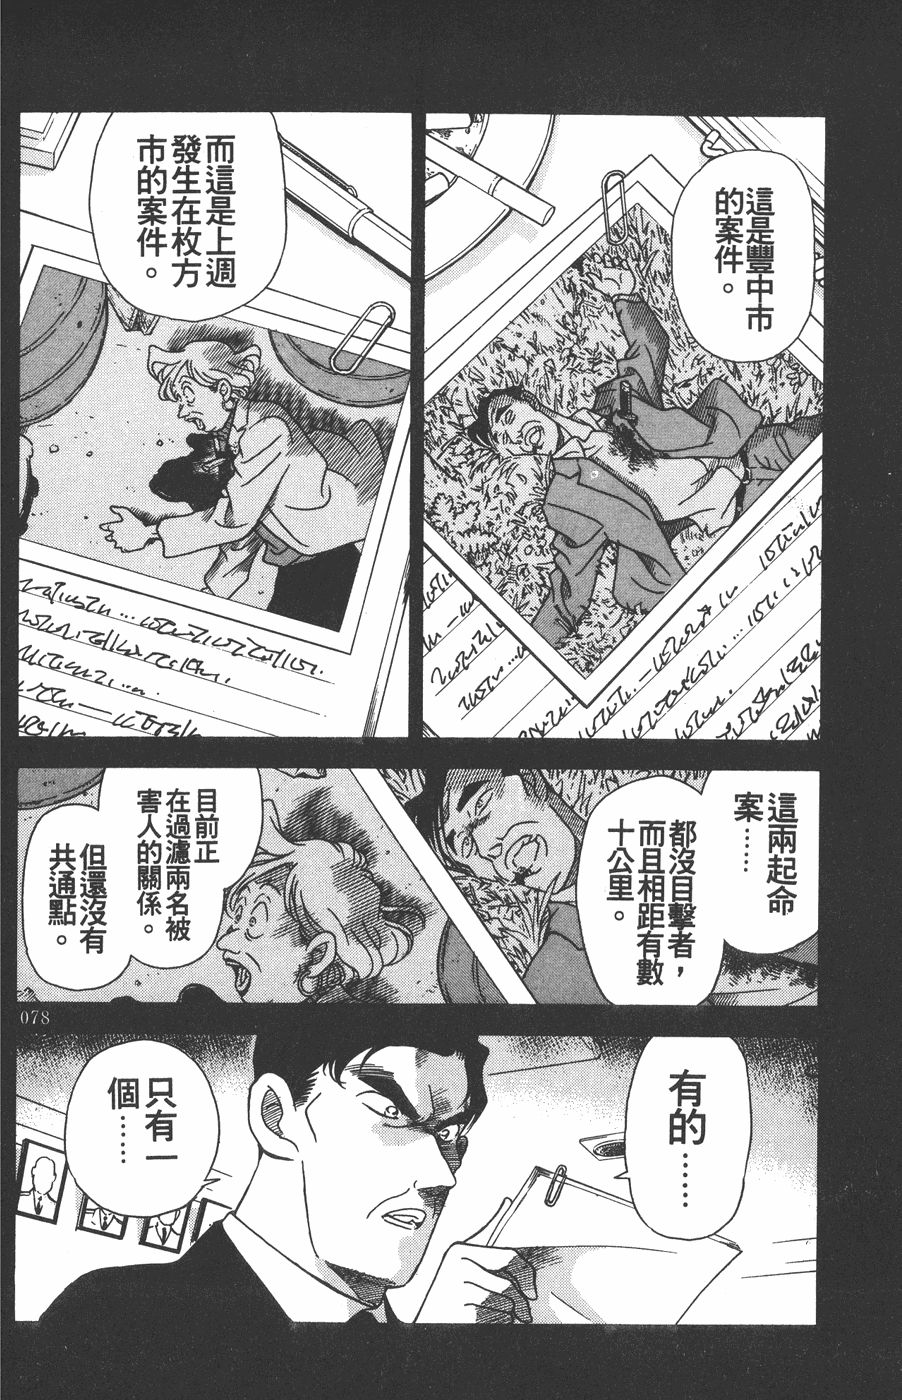 這是豐中市
的案件。
而這是上週
發生在枚方
市的案件。
這兩起命
案……
都沒目擊者，
而且相距有數
十公里。
目前正
在過濾兩名被
害人的關係。
但還沒有
共通點。
078
有的……
只有一
個……